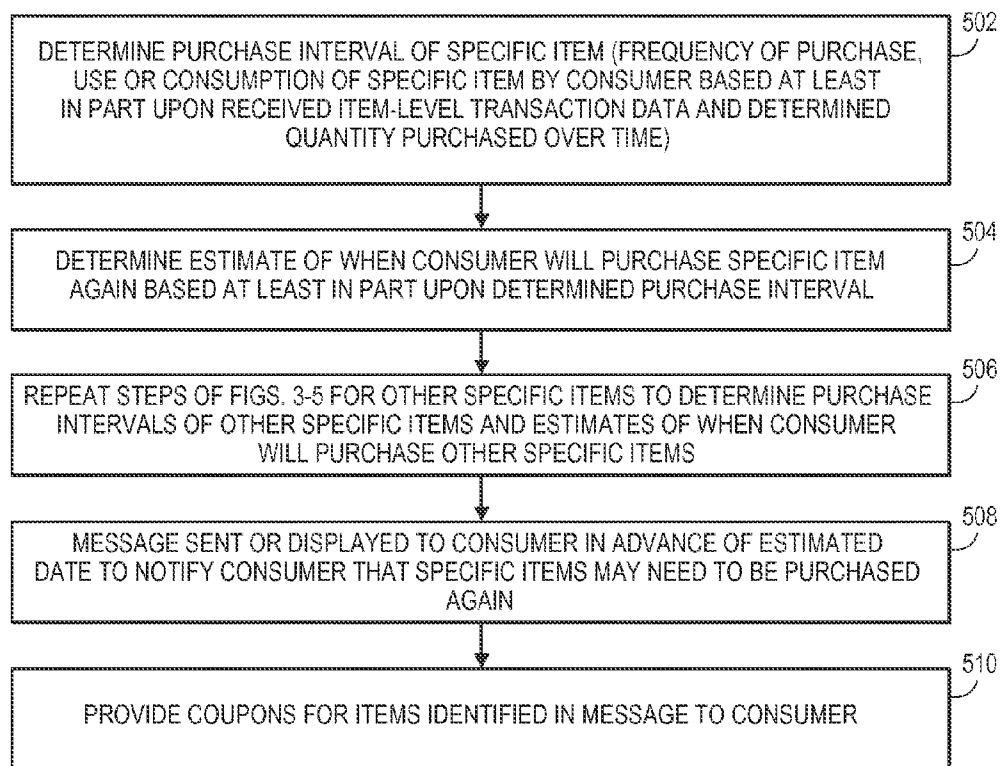 502
DETERMINE PURCHASE INTERVAL OF SPECIFIC ITEM (FREQUENCY OF PURCHASE,
USE OR CONSUMPTION OF SPECIFIC ITEM BY CONSUMER BASED AT LEAST
IN PART UPON RECEIVED ITEM-LEVEL TRANSACTION DATA AND DETERMINED
QUANTITY PURCHASED OVER TIME)
504
DETERMINE ESTIMATE OF WHEN CONSUMER WILL PURCHASE SPECIFIC ITEM
AGAIN BASED AT LEAST IN PART UPON DETERMINED PURCHASE INTERVAL
506
REPEAT STEPS OF FIGS. 3-5 FOR OTHER SPECIFIC ITEMS TO DETERMINE PURCHASE
INTERVALS OF OTHER SPECIFIC ITEMS AND ESTIMATES OF WHEN CONSUMER
WILL PURCHASE OTHER SPECIFIC ITEMS
508
MESSAGE SENT OR DISPLAYED TO CONSUMER IN ADVANCE OF ESTIMATED
DATE TO NOTIFY CONSUMER THAT SPECIFIC ITEMS MAY NEED TO BE PURCHASED
AGAIN
510
PROVIDE COUPONS FOR ITEMS IDENTIFIED IN MESSAGE TO CONSUMER